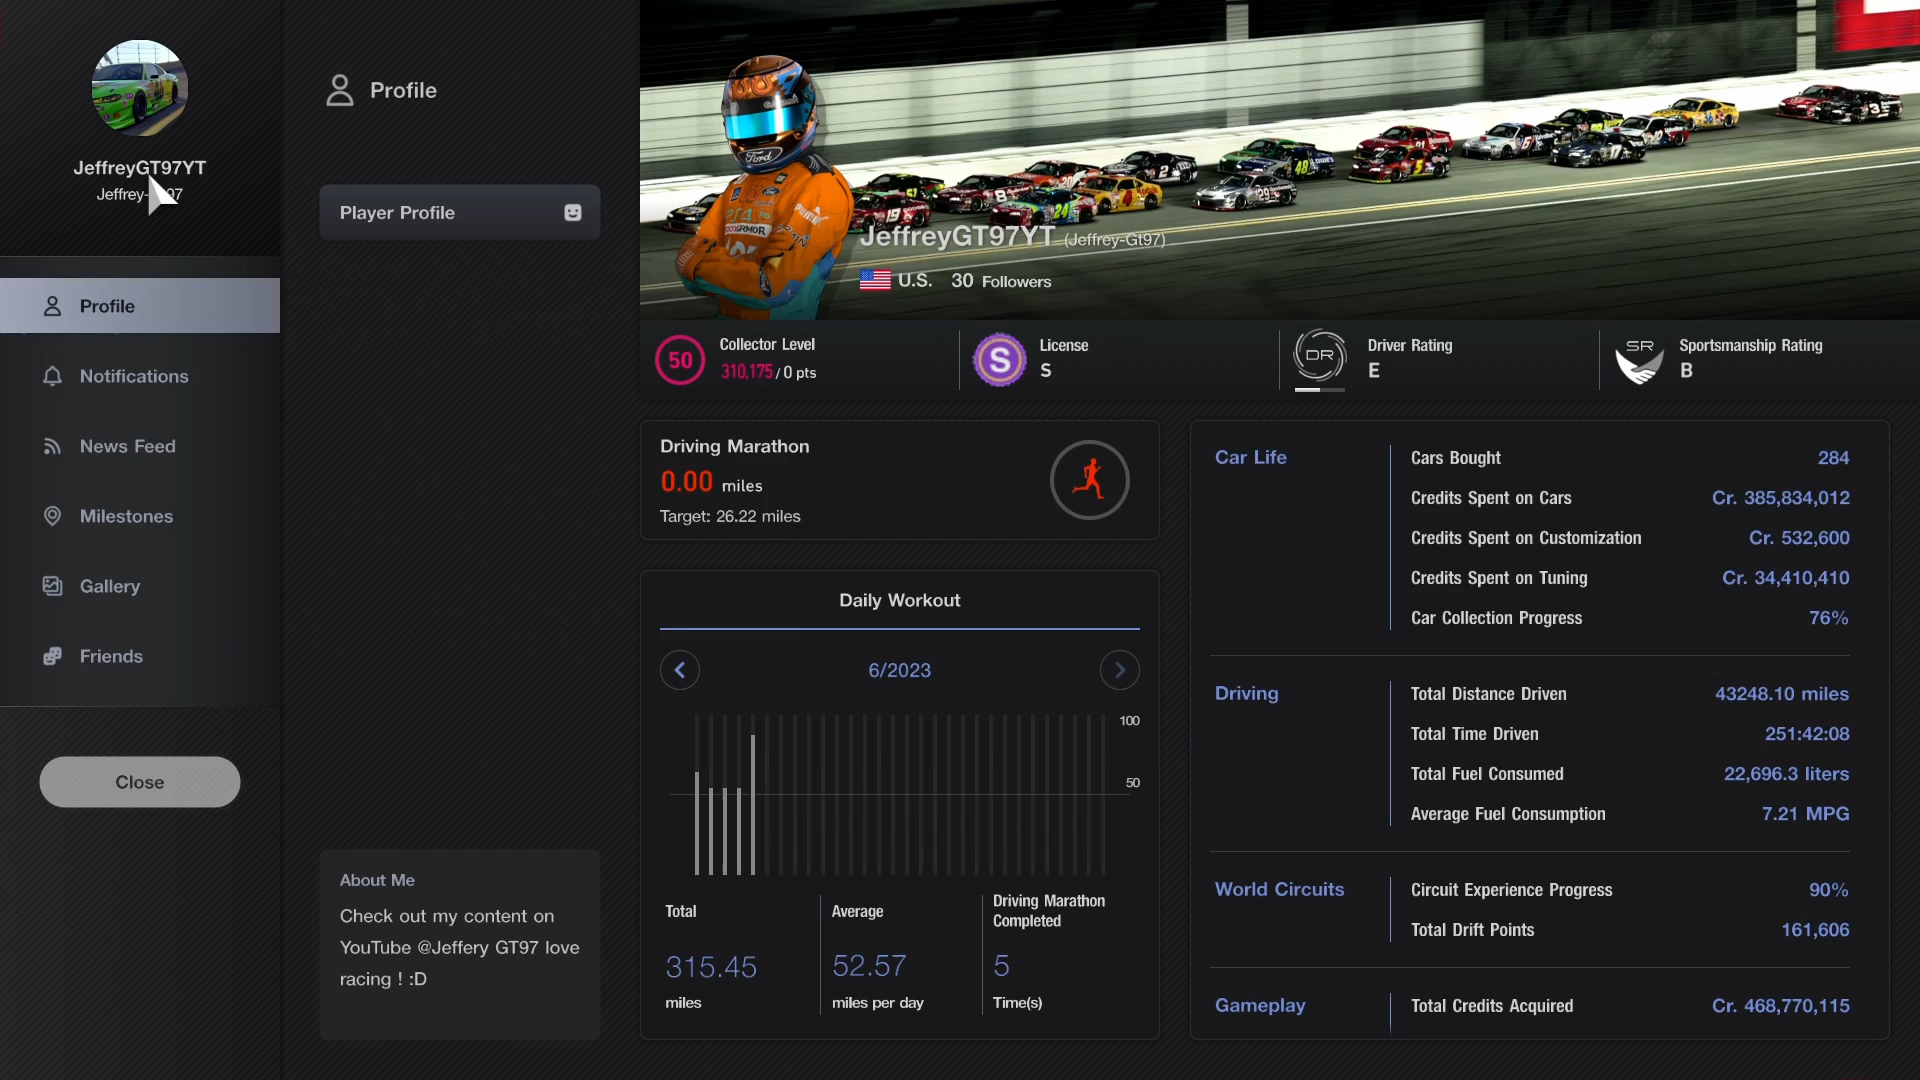 JeffreyGT97YT
Profile
Notifications
News Feed
Milestones
Gallery
Friends
Close
Profile
Player Profile
About Me
Check out my content on
YouTube @Jeffery GT97 love
racing ! :D
Ford
JeffreyGT97YT (Jeffrey-Gt97)
U.S. 30 Followers
50
Collector Level
310,175 / 0 pts
S
License
S
DR
Driver Rating
E
SR
Sportsmanship Rating
B
Driving Marathon
0.00 miles
Target: 26.22 miles
Daily Workout
6/2023
100
50
Total
315.45
miles
Average
52.57
miles per day
Driving Marathon
Completed
5
Time(s)
Car Life
Cars Bought 284
Credits Spent on Cars Cr. 385,834,012
Credits Spent on Customization Cr. 532,600
Credits Spent on Tuning Cr. 34,410,410
Car Collection Progress 76%
Driving
Total Distance Driven 43248.10 miles
Total Time Driven 251:42:08
Total Fuel Consumed 22,696.3 liters
Average Fuel Consumption 7.21 MPG
World Circuits
Circuit Experience Progress 90%
Total Drift Points 161,606
Gameplay
Total Credits Acquired Cr. 468,770,115